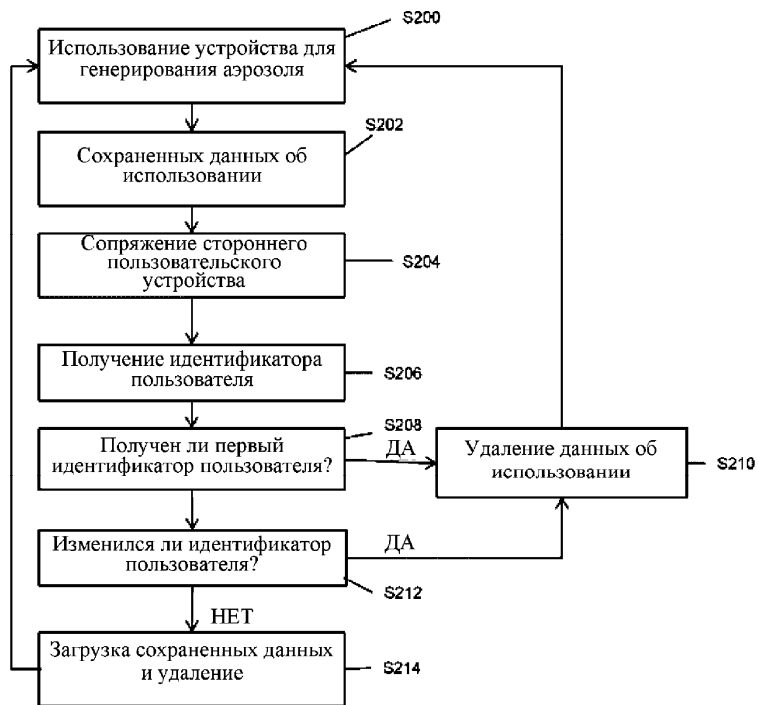 S200
Использование устройства для
генерирования аэрозоля
S202
Сохраненных данных об
использовании
Сопряжение стороннего
пользовательского
устройства
S204
Получение идентификатора
пользователя
S206
S208
Получен ли первый
идентификатор пользователя?
ДА
Удаление данных об
использовании
S210
Изменился ли идентификатор
пользователя?
ДА
S212
НЕТ
Загрузка сохраненных данных
и удаление
S214